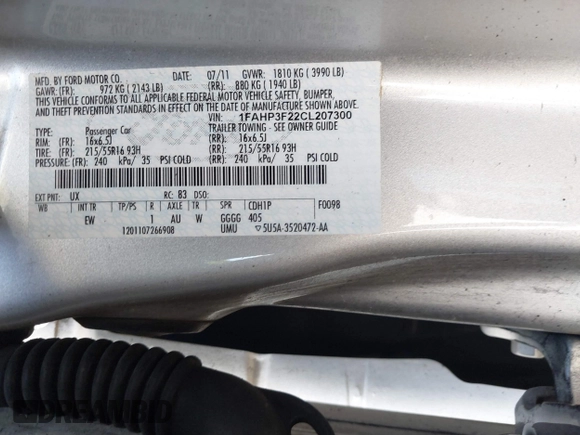 MFD. BY FORD MOTOR CO. DATE: 07/11 GVWR: 1810 KG ( 3990 LB)
GAWR: (FR): 972 KG ( 2143 LB) (RR): 880 KG ( 1940 LB)
THIS VEHICLE CONFORMS TO ALL APPLICABLE FEDERAL MOTOR VEHICLE SAFETY, BUMPER,
AND THEFT PREVENTION STANDARDS IN EFFECT ON THE DATE OF MANUFACTURE SHOWN ABOVE.
VIN: 1FAHP3F22CL207300
TYPE: Passenger Car TRAILER TOWING - SEE OWNER GUIDE
RIM: (FR): 16x6.5J (RR): 16x6.5J
TIRE: (FR): 215/55R16 93H (RR): 215/55R16 93H
PRESSURE: (FR): 240 kPa/ 35 PSI COLD (RR): 240 kPa/ 35 PSI COLD
EXT PNT: UX RC: 83 DSO:
WB INT TR TP/PS R AXLE TR SPR CDH1P F0098
EW 1 AU W GGGG 405
1201107266908 UMU ▽5U5A-3520472-AA
DREAMBID